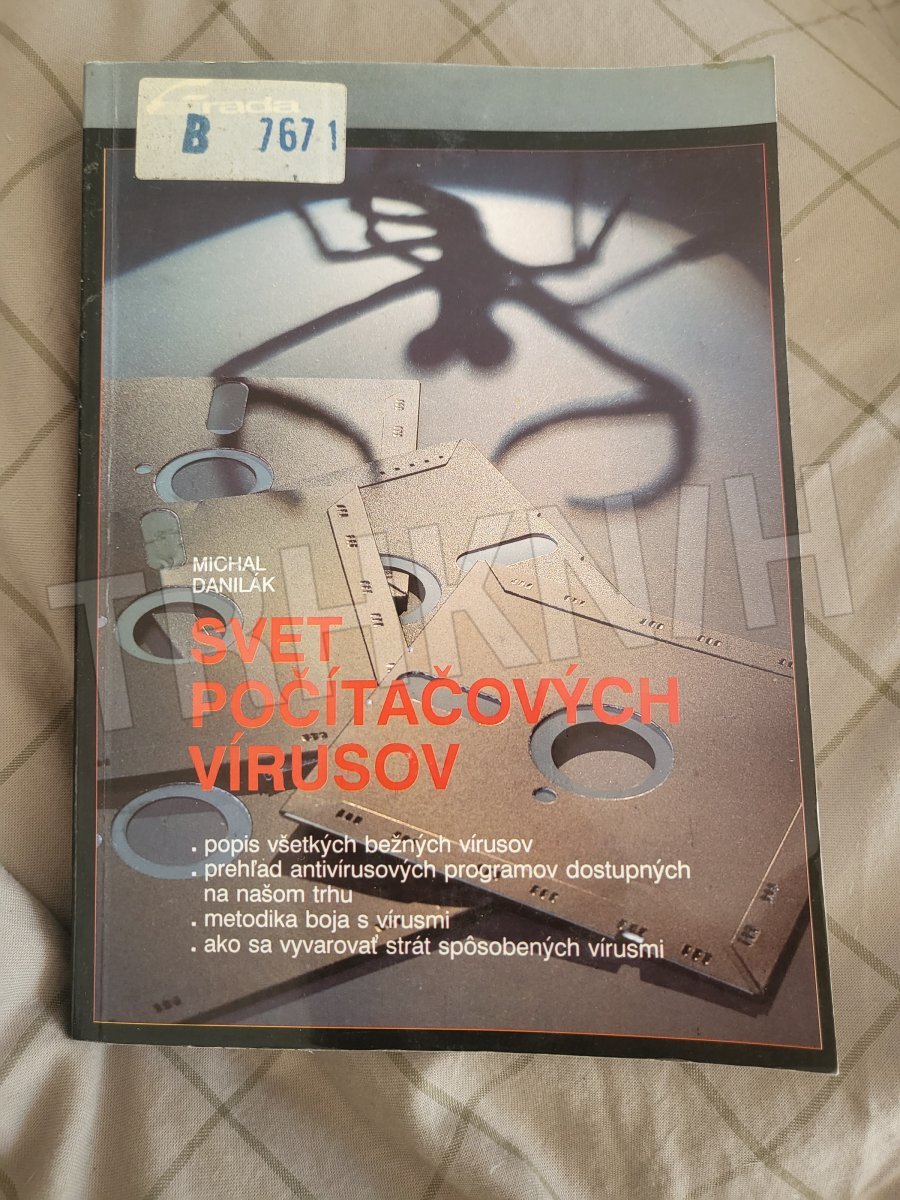 Grada
B 767 1
MICHAL
DANILÁK
SVET
POČÍTAČOVÝCH
VÍRUSOV
. popis všetkých bežných vírusov
. prehľad antivírusových programov dostupných
na našom trhu
. metodika boja s vírusmi
. ako sa vyvarovať strát spôsobených vírusmi
TRHKNIH